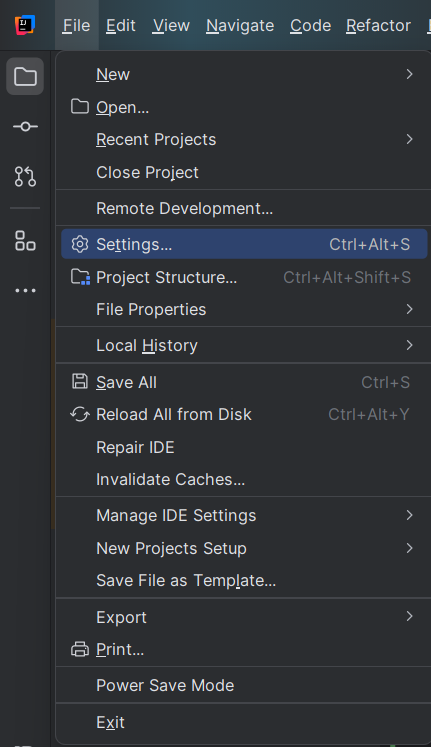 File Edit View Navigate Code Refactor
New
Open...
Recent Projects
Close Project
Remote Development...
Settings... Ctrl+Alt+S
Project Structure... Ctrl+Alt+Shift+S
File Properties
Local History
Save All Ctrl+S
Reload All from Disk Ctrl+Alt+Y
Repair IDE
Invalidate Caches...
Manage IDE Settings
New Projects Setup
Save File as Template...
Export
Print...
Power Save Mode
Exit